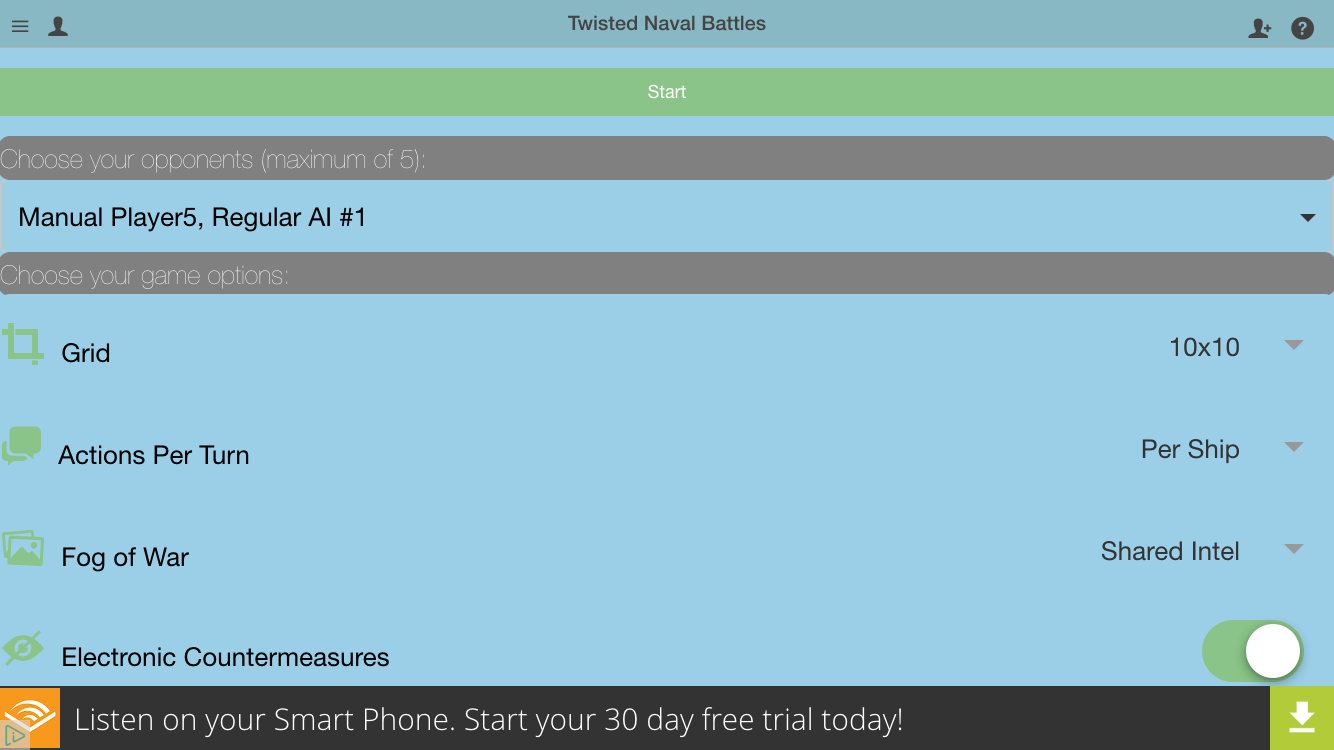 Twisted Naval Battles
Start
Choose your opponents (maximum of 5):
Manual Player5, Regular AI #1
Choose your game options:
Grid 10x10
Actions Per Turn Per Ship
Fog of War Shared Intel
Electronic Countermeasures
Listen on your Smart Phone. Start your 30 day free trial today!